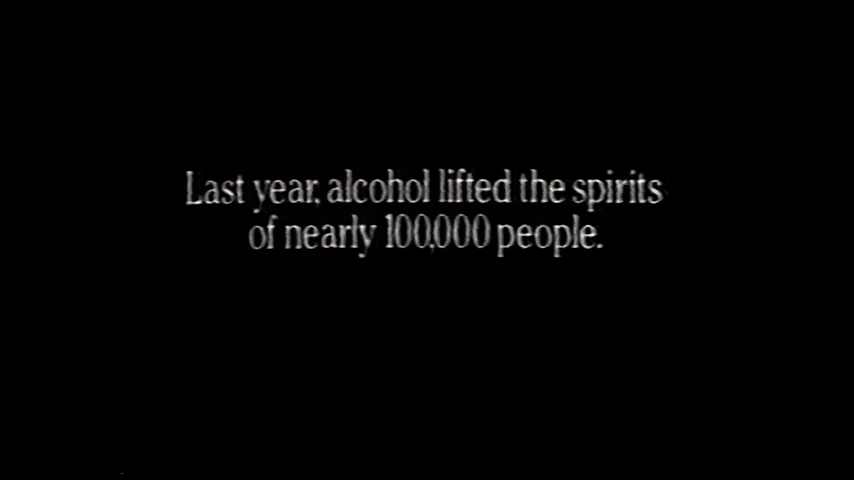 Last year, alcohol lifted the spirits
of nearly 100,000 people.